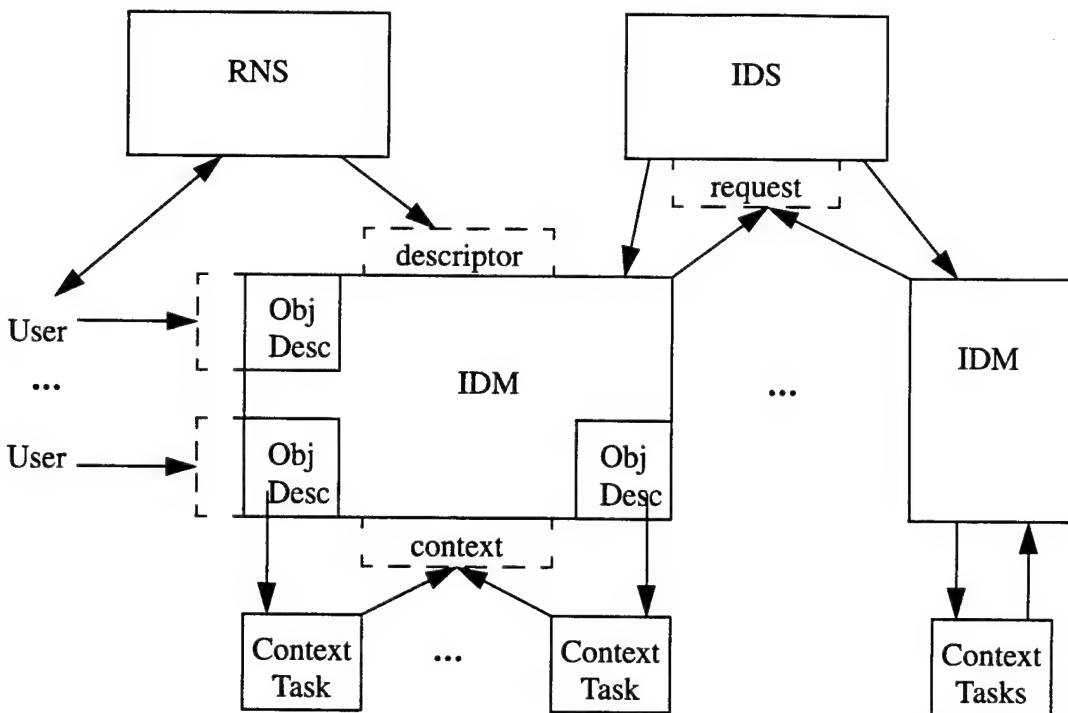 RNS
IDS
request
descriptor
User
Obj
Desc
IDM
...
IDM
...
User
Obj
Desc
Obj
Desc
context
Context
Task
...
Context
Task
Context
Tasks